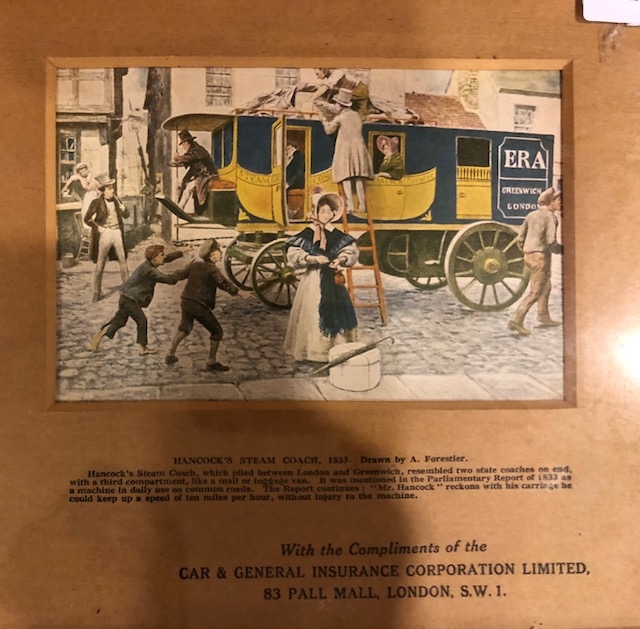 STEAM
ERA
GREENWICH
LONDON
HANCOCK'S STEAM COACH, 1833. Drawn by A. Forestier.
Hancock's Steam Coach, which plied between London and Greenwich, resembled two state coaches on end,
with a third compartment, like a mail or luggage van. It was mentioned in the Parliamentary Report of 1833 as
a machine in daily use on common roads. The Report continues: "Mr. Hancock" reckons with his carriage he
could keep up a speed of ten miles per hour, without injury to the machine.
With the Compliments of the
CAR & GENERAL INSURANCE CORPORATION LIMITED,
83 PALL MALL, LONDON, S.W. 1.